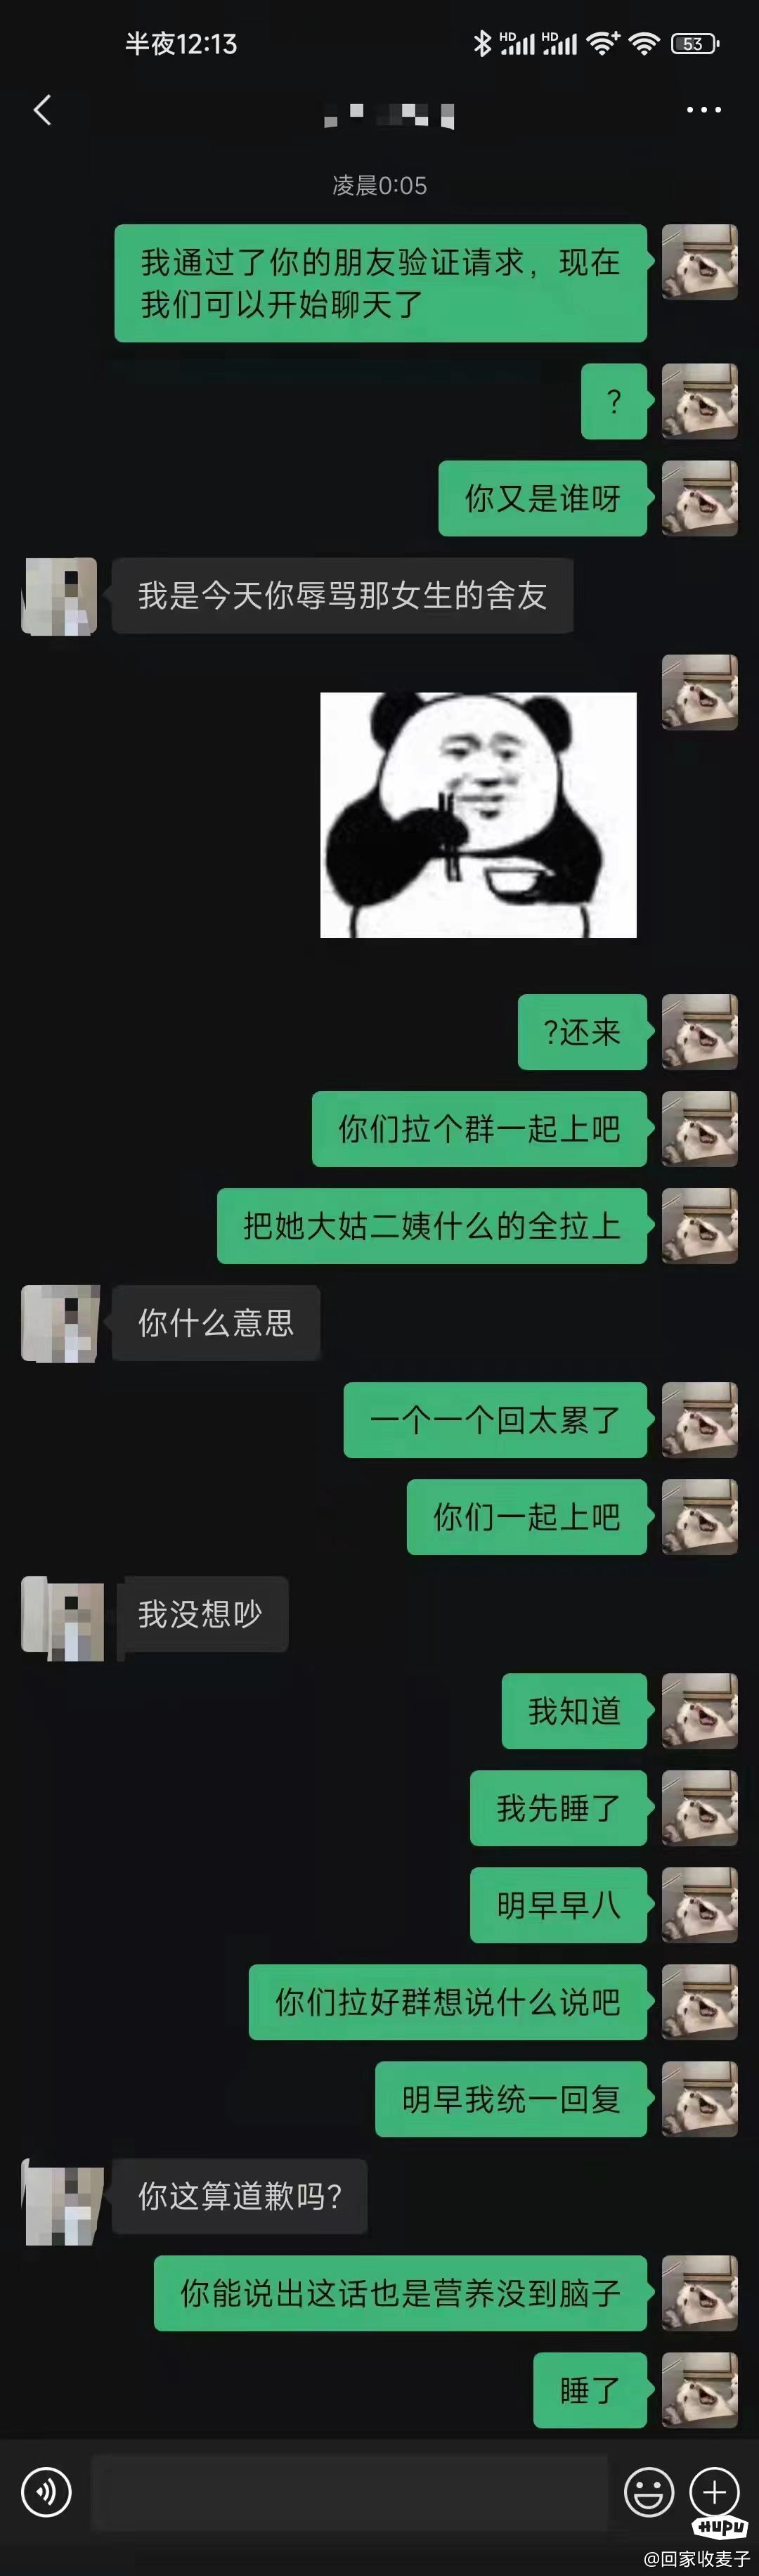 半夜12:13
HD HD
53
凌晨0:05
我通过了你的朋友验证请求，现在
我们可以开始聊天了
？
你又是谁呀
我是今天你辱骂那女生的舍友
?还来
你们拉个群一起上吧
把她大姑二姨什么的全拉上
你什么意思
一个一个回太累了
你们一起上吧
我没想吵
我知道
我先睡了
明早早八
你们拉好群想说什么说吧
明早我统一回复
你这算道歉吗?
你能说出这话也是营养没到脑子
睡了
HUPU
@回家收麦子